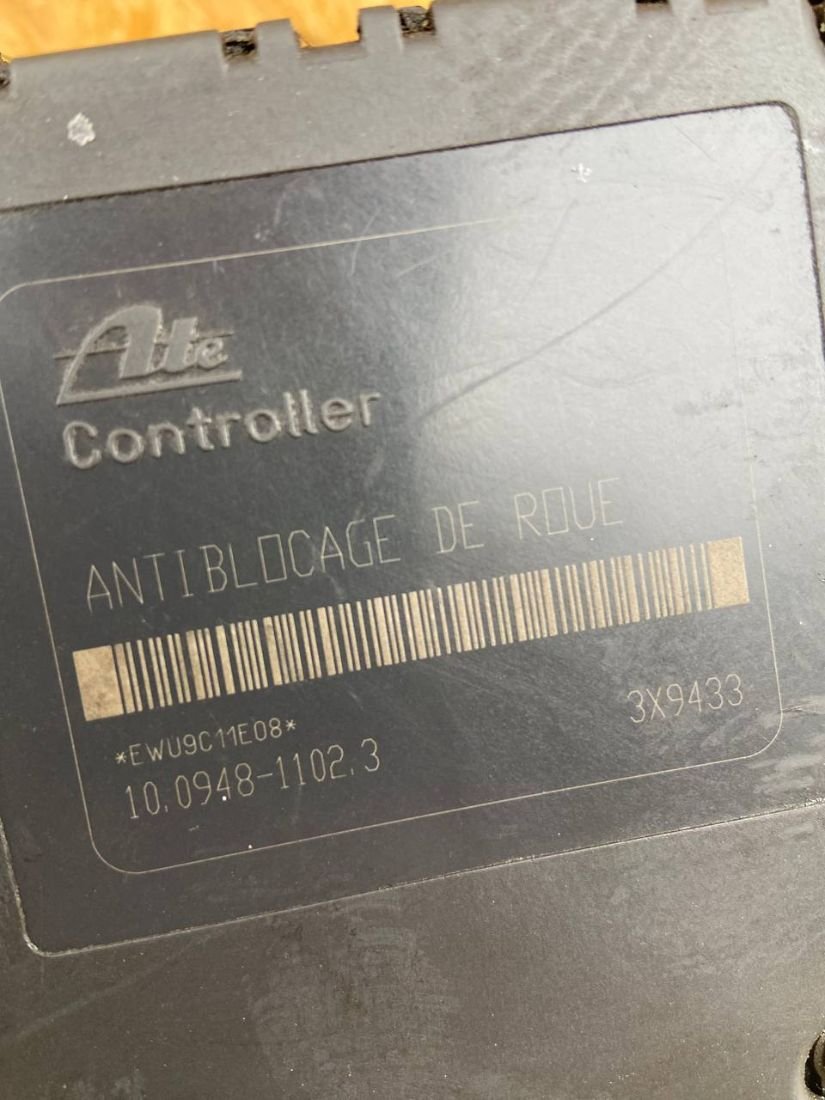 Ate
Controller
ANTIBLOCAGE DE ROUE
*EWU9C11E08*
3X9433
10.0948-1102.3